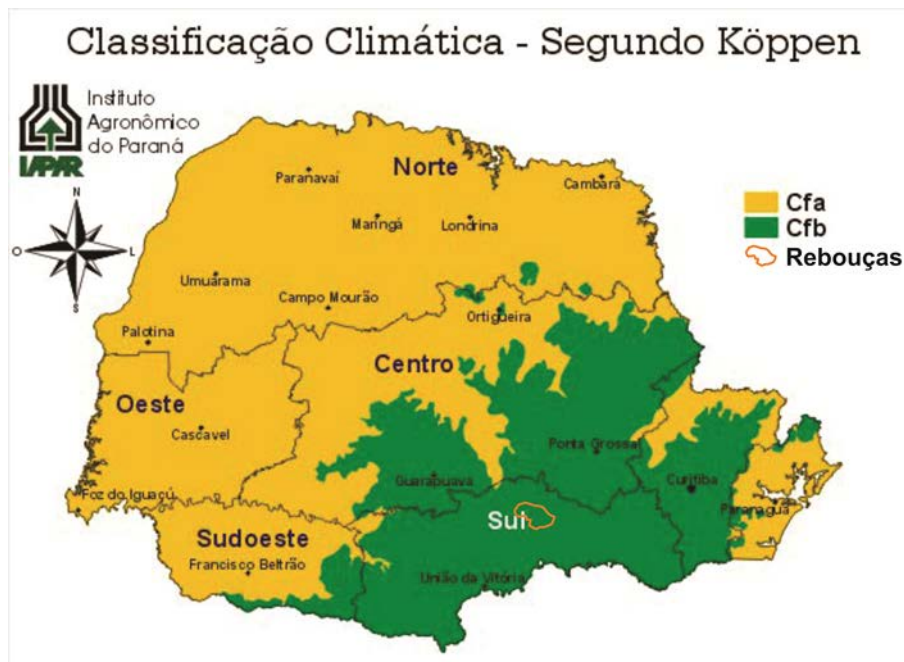 Classificação Climática - Segundo Köppen
Instituto
Agronômico
do Paraná
IAPAR
N
O
L
S
Norte
Paranavaí
Cambará
Maringá
Londrina
Cfa
Cfb
Rebouças
Umuarama
Campo Mourão
Ortigueira
Palotina
Centro
Oeste
Cascavel
Ponta Grossa
Guarapuava
Curitiba
Foz do Iguaçú
Paranaguá
Sul
Sudoeste
Francisco Beltrão
União da Vitória